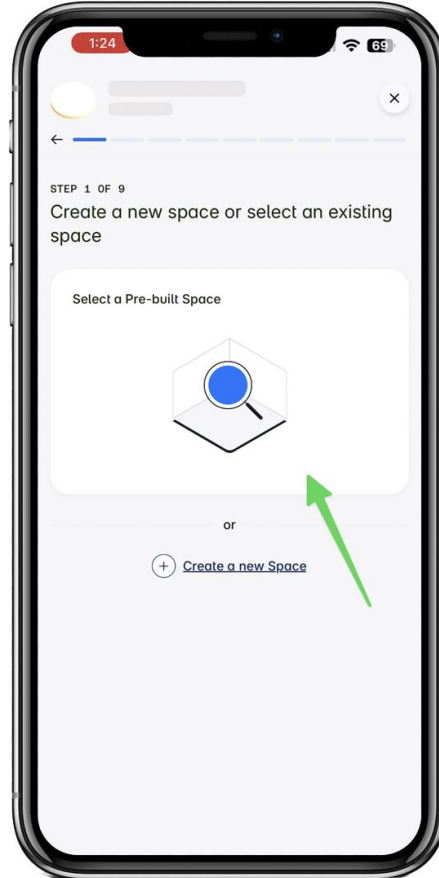 1:24
69
STEP 1 OF 9
Create a new space or select an existing
space
Select a Pre-built Space
or
Create a new Space